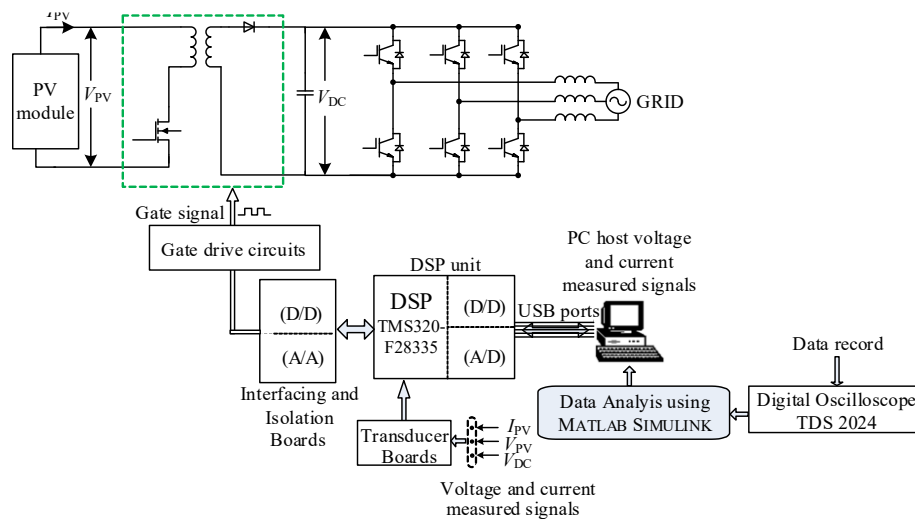 I_PV
PV
module
V_PV
V_DC
GRID
Gate signal
Gate drive circuits
(D/D)
(A/A)
Interfacing and
Isolation
Boards
DSP unit
DSP
TMS320-
F28335
(D/D)
(A/D)
USB ports
PC host voltage
and current
measured signals
Transducer
Boards
I_PV
V_PV
V_DC
Voltage and current
measured signals
Data Analyis using
MATLAB SIMULINK
Data record
Digital Oscilloscope
TDS 2024